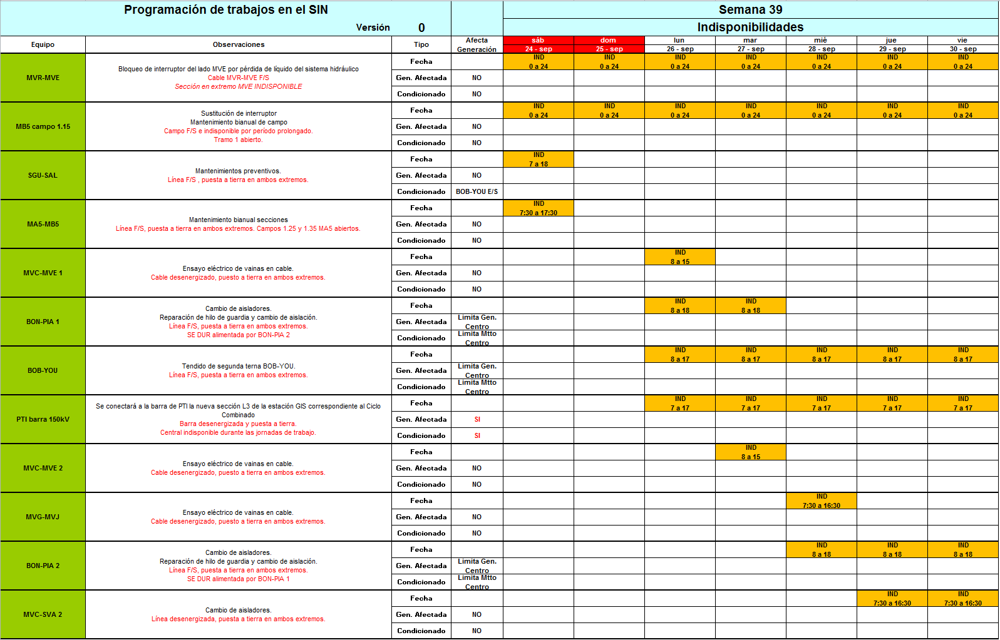 Programación de trabajos en el SIN
Versión 0
Semana 39
Indisponibilidades
Equipo Observaciones Tipo Afecta Generación sáb dom lun mar mié jue vie
24 - sep 25 - sep 26 - sep 27 - sep 28 - sep 29 - sep 30 - sep
MVR-MVE
Bloqueo de interruptor del lado MVE por pérdida de líquido del sistema hidráulico
Cable MVR-MVE F/S
Sección en extremo MVE INDISPONIBLE
Fecha
IND IND IND IND IND IND IND
0 a 24 0 a 24 0 a 24 0 a 24 0 a 24 0 a 24 0 a 24
Gen. Afectada NO
Condicionado NO
MB5 campo 1.15
Sustitución de interruptor
Mantenimiento bianual de campo
Campo F/S e indisponible por período prolongado.
Tramo 1 abierto.
Fecha
IND IND IND IND IND IND IND
0 a 24 0 a 24 0 a 24 0 a 24 0 a 24 0 a 24 0 a 24
Gen. Afectada NO
Condicionado NO
SGU-SAL
Mantenimientos preventivos.
Línea F/S , puesta a tierra en ambos extremos.
Fecha
IND
7 a 18
Gen. Afectada NO
Condicionado BOB-YOU E/S
MA5-MB5
Mantenimiento bianual secciones
Línea F/S, puesta a tierra en ambos extremos. Campos 1.25 y 1.35 MA5 abiertos.
Fecha
IND
7:30 a 17:30
Gen. Afectada NO
Condicionado NO
MVC-MVE 1
Ensayo eléctrico de vainas en cable.
Cable desenergizado, puesto a tierra en ambos extremos.
Fecha
IND
8 a 15
Gen. Afectada NO
Condicionado NO
BON-PIA 1
Cambio de aisladores.
Reparación de hilo de guardia y cambio de aislación.
Línea F/S, puesta a tierra en ambos extremos.
SE DUR alimentada por BON-PIA 2
Fecha
IND IND
8 a 18 8 a 18
Gen. Afectada Limita Gen.
Centro
Condicionado Limita Mtto
Centro
BOB-YOU
Tendido de segunda terna BOB-YOU.
Línea F/S, puesta a tierra en ambos extremos.
Fecha
IND IND IND IND IND
8 a 17 8 a 17 8 a 17 8 a 17 8 a 17
Gen. Afectada Limita Gen.
Centro
Condicionado Limita Mtto
Centro
PTI barra 150kV
Se conectará a la barra de PTI la nueva sección L3 de la estación GIS correspondiente al Ciclo
Combinado
Barra desenergizada y puesta a tierra.
Central indisponible durante las jornadas de trabajo.
Fecha
IND IND IND IND IND
7 a 17 7 a 17 7 a 17 7 a 17 7 a 17
Gen. Afectada SI
Condicionado SI
MVC-MVE 2
Ensayo eléctrico de vainas en cable.
Cable desenergizado, puesto a tierra en ambos extremos.
Fecha
IND
8 a 15
Gen. Afectada NO
Condicionado NO
MVG-MVJ
Ensayo eléctrico de vainas en cable.
Cable desenergizado, puesto a tierra en ambos extremos.
Fecha
IND
7:30 a 16:30
Gen. Afectada NO
Condicionado NO
BON-PIA 2
Cambio de aisladores.
Reparación de hilo de guardia y cambio de aislación.
Línea F/S, puesta a tierra en ambos extremos.
SE DUR alimentada por BON-PIA 1
Fecha
IND IND IND
8 a 18 8 a 18 8 a 18
Gen. Afectada Limita Gen.
Centro
Condicionado Limita Mtto
Centro
MVC-SVA 2
Cambio de aisladores.
Línea desenergizada, puesta a tierra en ambos extremos.
Fecha
IND IND
7:30 a 16:30 7:30 a 16:30
Gen. Afectada NO
Condicionado NO